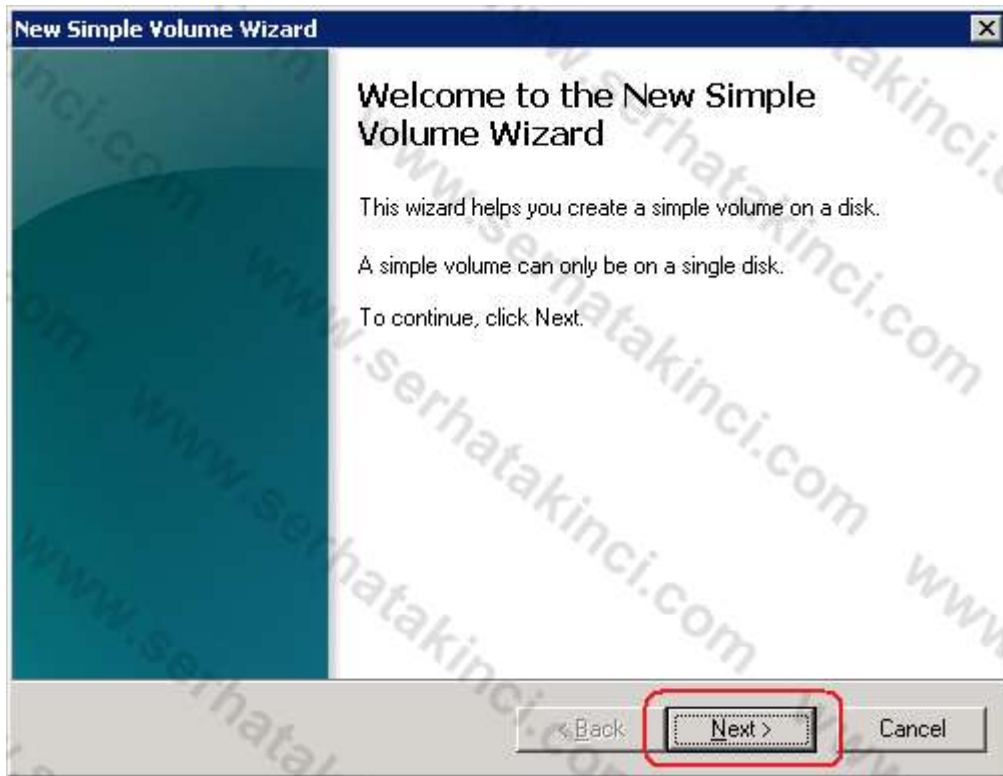 New Simple Volume Wizard
Welcome to the New Simple
Volume Wizard
This wizard helps you create a simple volume on a disk.
A simple volume can only be on a single disk.
To continue, click Next.
< Back Next > Cancel
www.serhatakinci.com